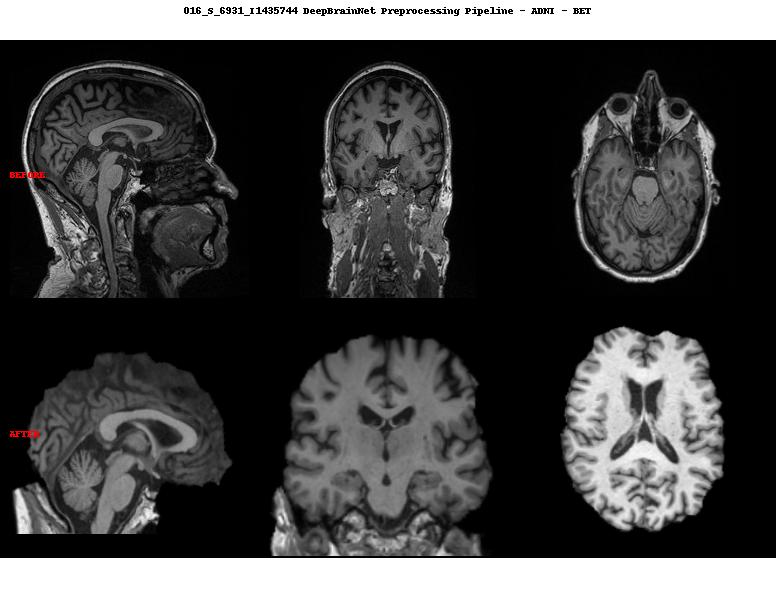 016_S_6931_I1435744 DeepBrainNet Preprocessing Pipeline - ADNI - BET
BEFORE
AFTER